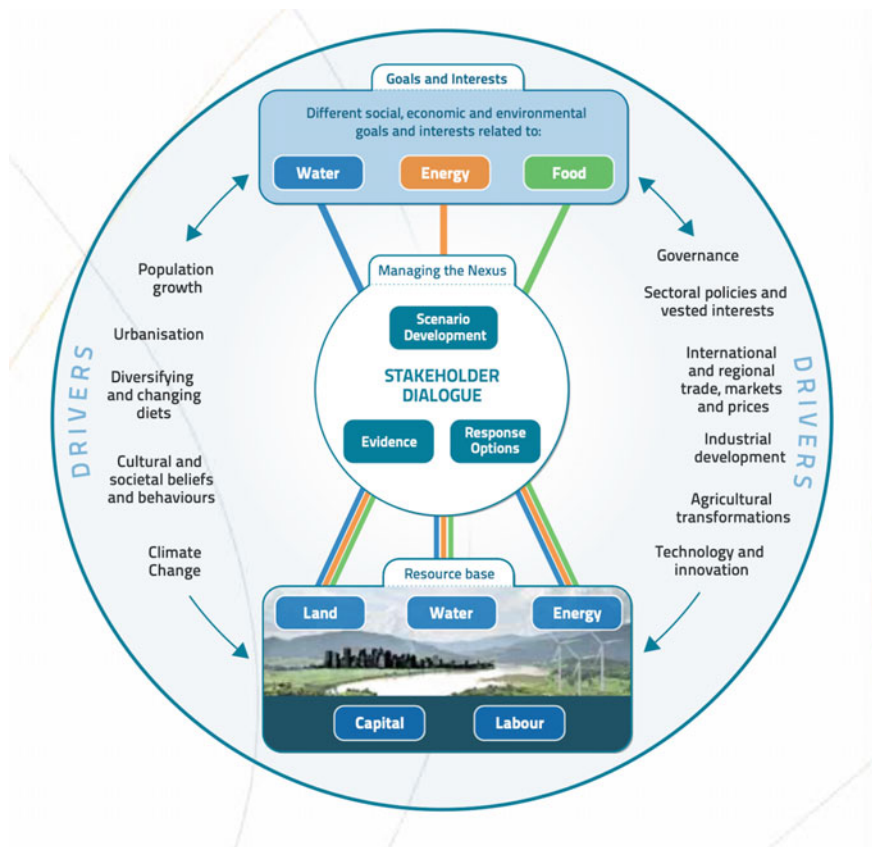 Goals and Interests
Different social, economic and environmental
goals and interests related to:
Water
Energy
Food
Managing the Nexus
Scenario
Development
STAKEHOLDER
DIALOGUE
Evidence
Response
Options
DRIVERS
Population
growth
Urbanisation
Diversifying
and changing
diets
Cultural and
societal beliefs
and behaviours
Climate
Change
DRIVERS
Governance
Sectoral policies and
vested interests
International
and regional
trade, markets
and prices
Industrial
development
Agricultural
transformations
Technology and
innovation
Resource base
Land
Water
Energy
Capital
Labour